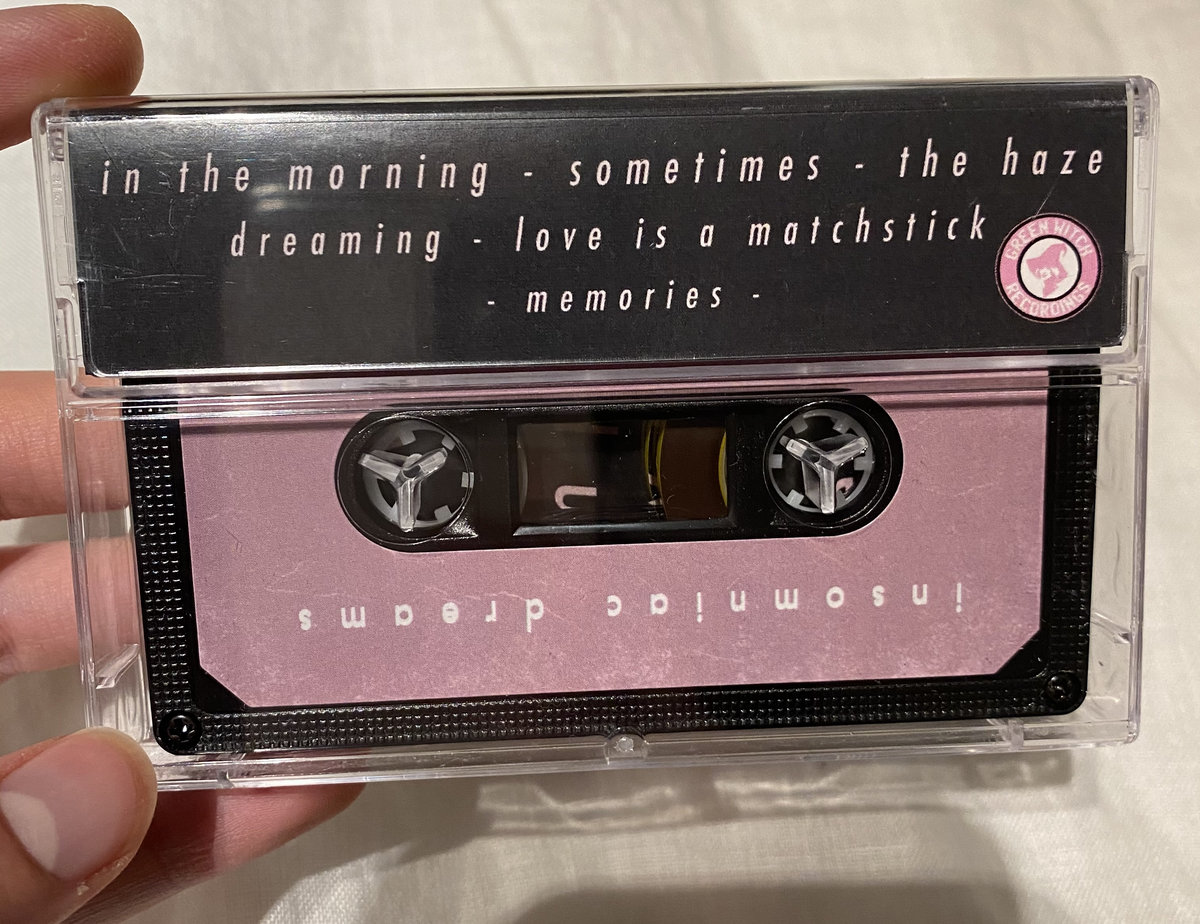 in the morning - sometimes - the haze
dreaming - love is a matchstick
- memories -
GREEN WITCH
RECORDINGS
insomniac dreams